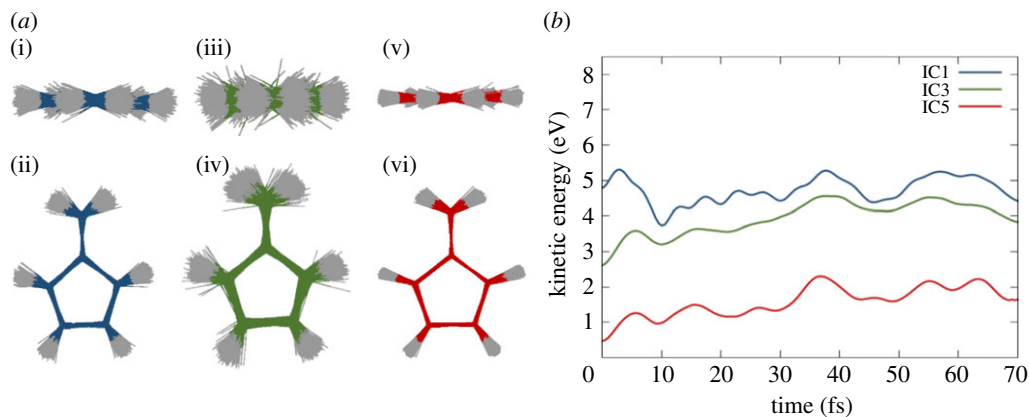 (a)
(i) (iii) (v)
(ii) (iv) (vi)
(b)
IC1
IC3
IC5
kinetic energy (eV)
8
7
6
5
4
3
2
1
0 10 20 30 40 50 60 70
time (fs)